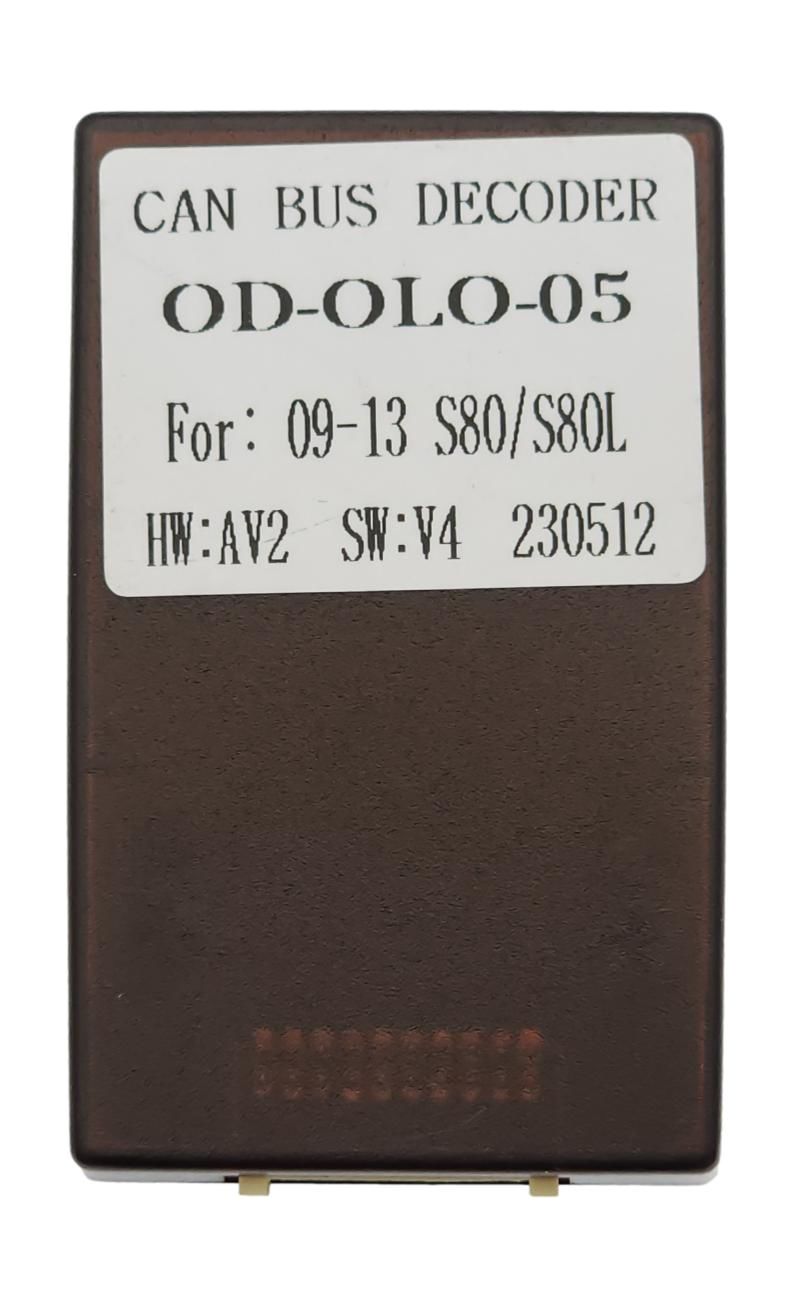 CAN BUS DECODER
OD-OLO-05
For: 09-13 S80/S80L
HW:AV2 SW:V4 230512